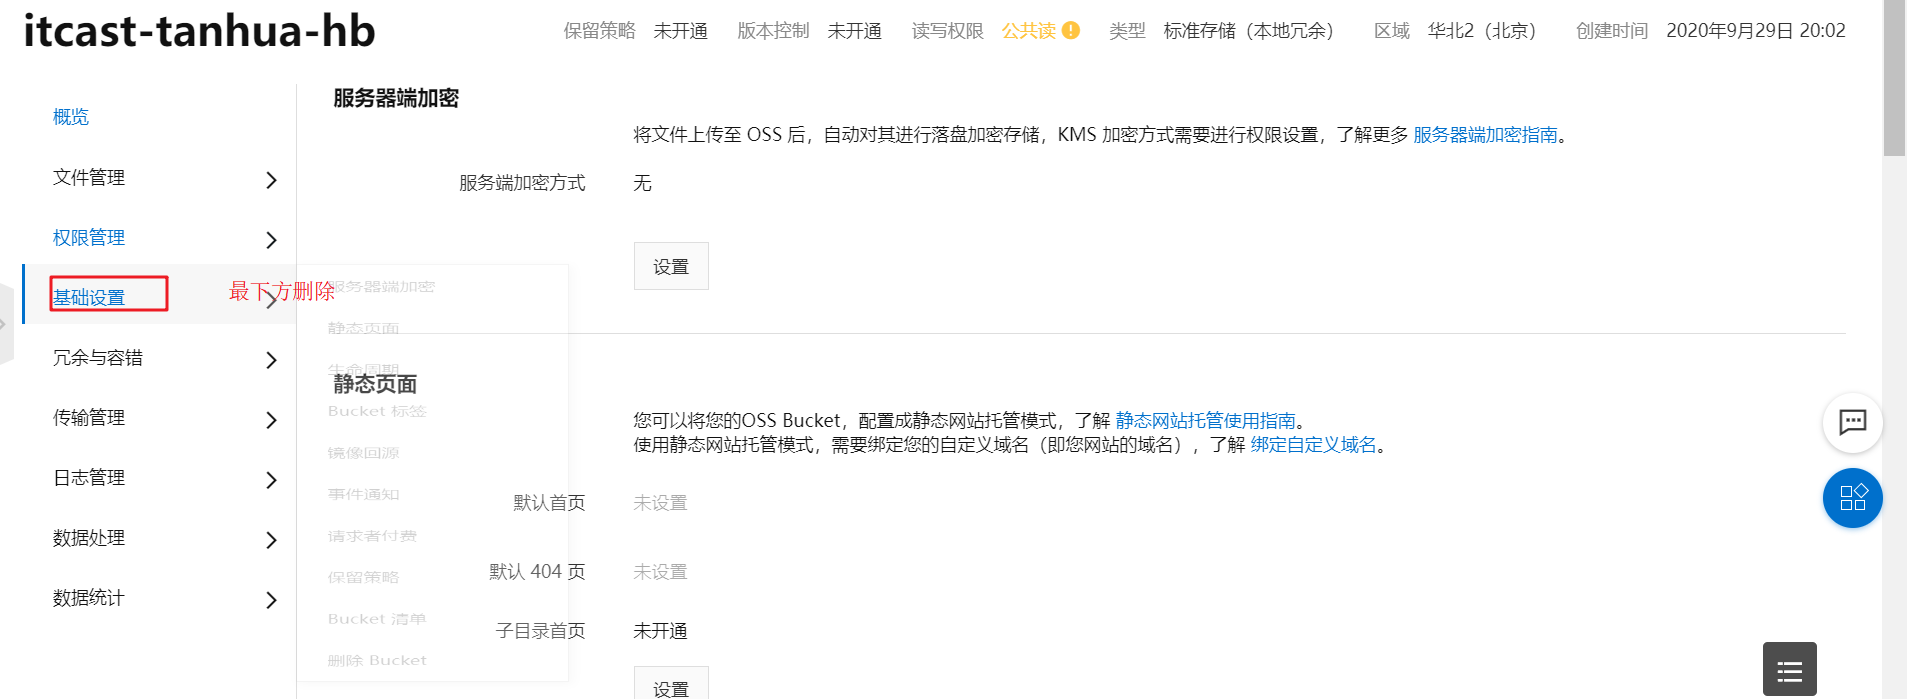 itcast-tanhua-hb
保留策略 未开通 版本控制 未开通 读写权限 公共读 类型 标准存储（本地冗余） 区域 华北2（北京） 创建时间 2020年9月29日 20:02
概览
文件管理
权限管理
基础设置
最下方删除
冗余与容错
传输管理
日志管理
数据处理
数据统计
服务器端加密
静态页面
生命周期
Bucket 标签
镜像回源
事件通知
请求者付费
保留策略
Bucket 清单
删除 Bucket
服务器端加密
将文件上传至 OSS 后，自动对其进行落盘加密存储，KMS 加密方式需要进行权限设置，了解更多 服务器端加密指南。
服务端加密方式 无
设置
静态页面
您可以将您的OSS Bucket，配置成静态网站托管模式，了解 静态网站托管使用指南。
使用静态网站托管模式，需要绑定您的自定义域名（即您网站的域名），了解 绑定自定义域名。
默认首页 未设置
默认 404 页 未设置
子目录首页 未开通
设置